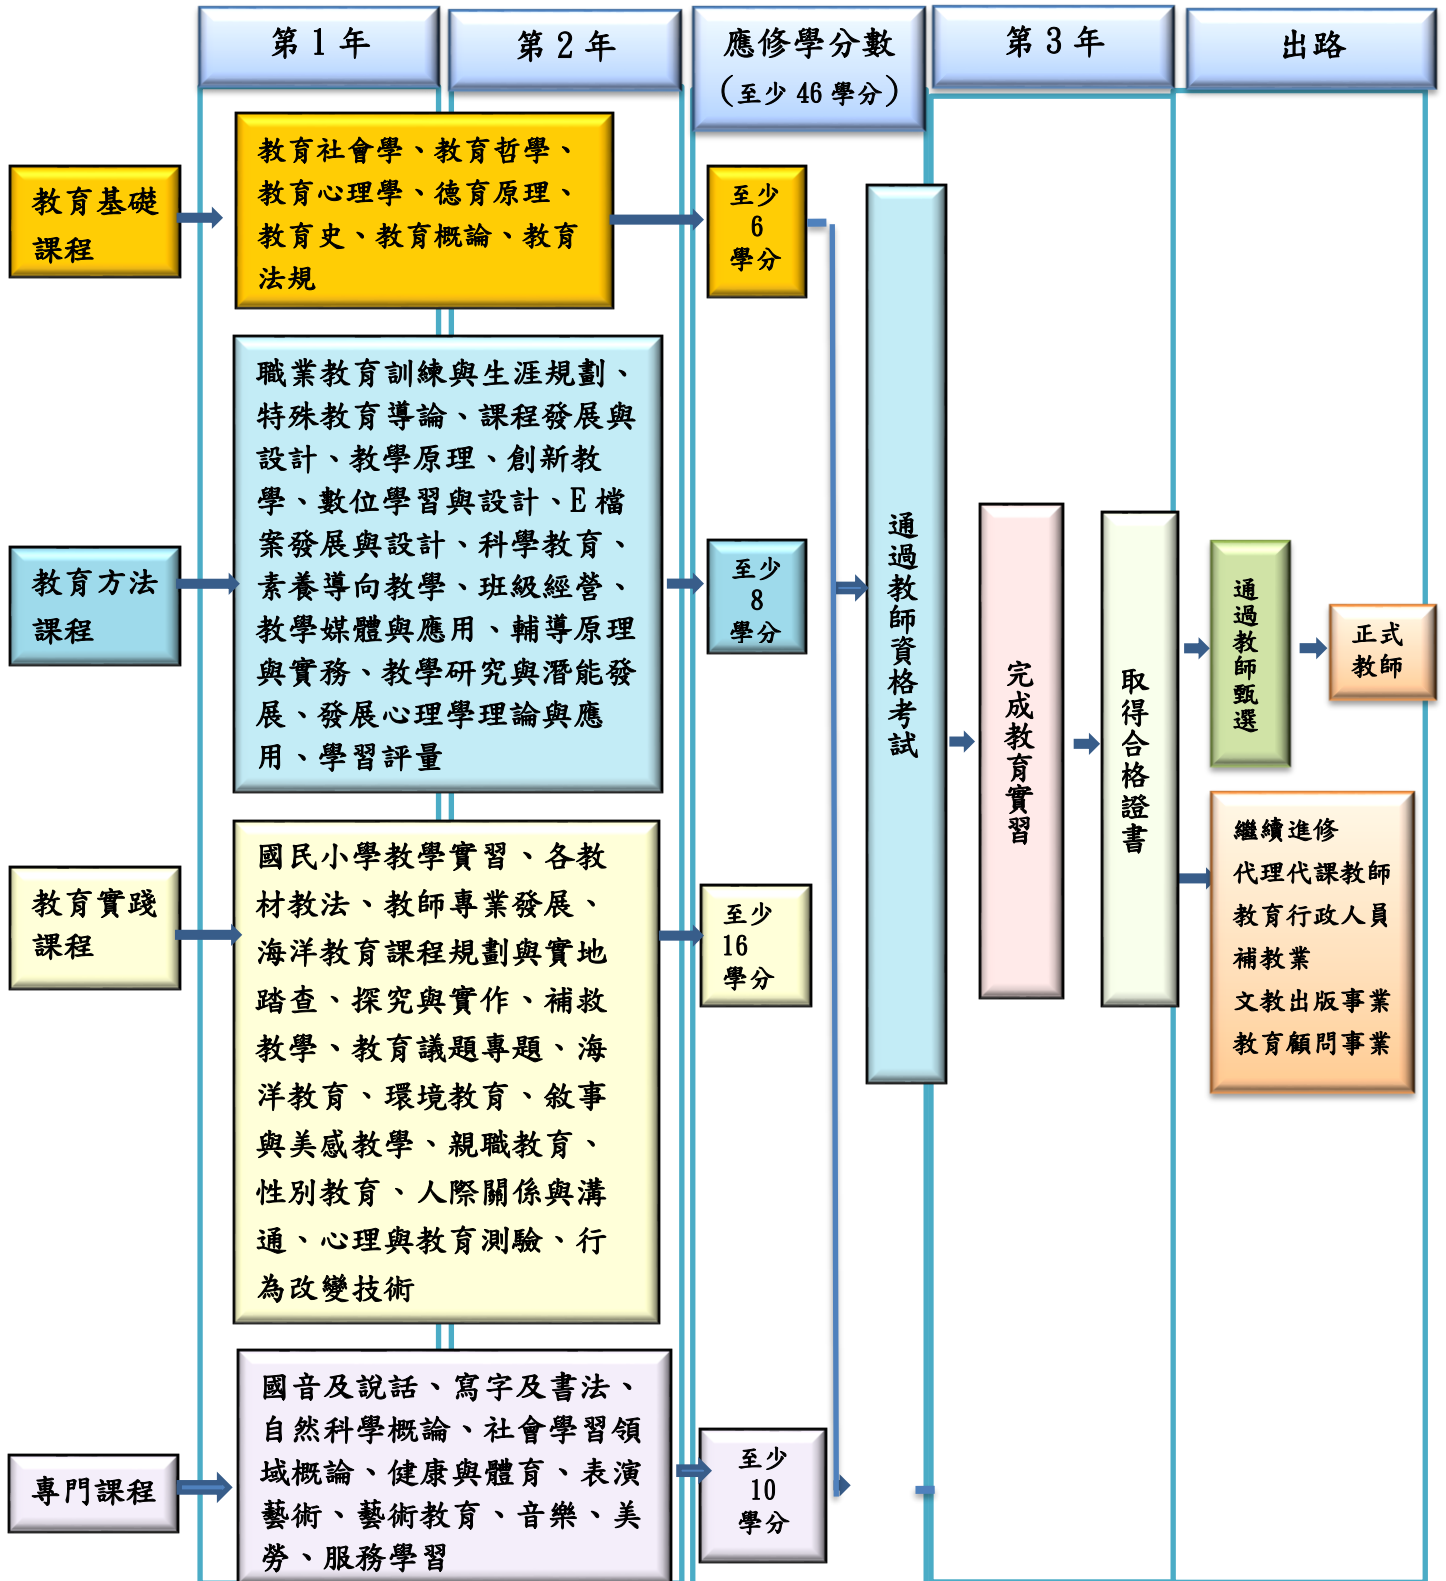 第 1 年
第 2 年
應修學分數
(至少 46 學分)
第 3 年
出路
教育基礎
課程
教育社會學、教育哲學、
教育心理學、德育原理、
教育史、教育概論、教育
法規
至少
6
學分
教育方法
課程
職業教育訓練與生涯規劃、
特殊教育導論、課程發展與
設計、教學原理、創新教
學、數位學習與設計、E 檔
案發展與設計、科學教育、
素養導向教學、班級經營、
教學媒體與應用、輔導原理
與實務、教學研究與潛能發
展、發展心理學理論與應
用、學習評量
至少
8
學分
教育實踐
課程
國民小學教學實習、各教
材教法、教師專業發展、
海洋教育課程規劃與實地
踏查、探究與實作、補救
教學、教育議題專題、海
洋教育、環境教育、敘事
與美感教學、親職教育、
性別教育、人際關係與溝
通、心理與教育測驗、行
為改變技術
至少
16
學分
專門課程
國音及說話、寫字及書法、
自然科學概論、社會學習領
域概論、健康與體育、表演
藝術、藝術教育、音樂、美
勞、服務學習
至少
10
學分
通過教師資格考試
完成教育實習
取得合格證書
通過教師甄選
正式
教師
繼續進修
代理代課教師
教育行政人員
補教業
文教出版事業
教育顧問事業